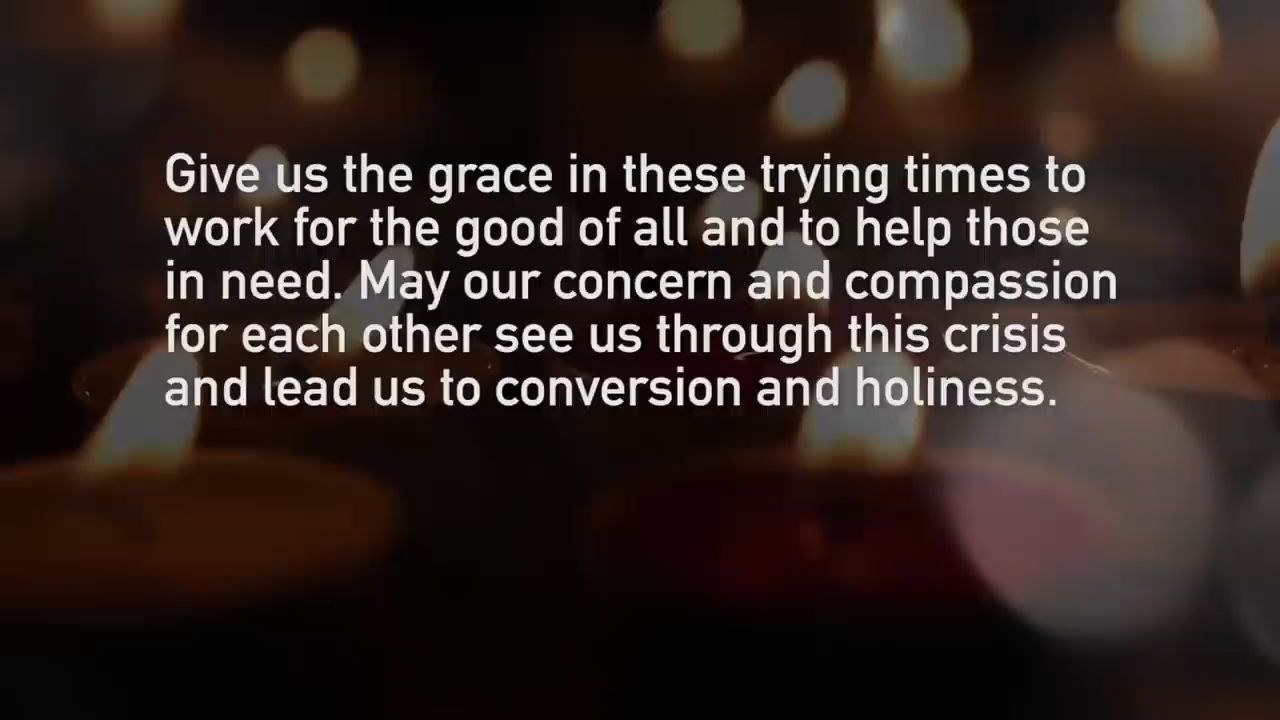 Give us the grace in these trying times to
work for the good of all and to help those
in need. May our concern and compassion
for each other see us through this crisis
and lead us to conversion and holiness.